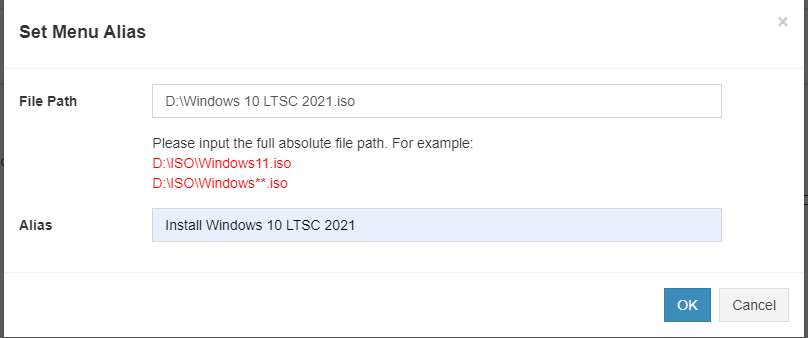 Set Menu Alias
×
File Path
D:\Windows 10 LTSC 2021.iso
Please input the full absolute file path. For example:
D:\ISO\Windows11.iso
D:\ISO\Windows**.iso
Alias
Install Windows 10 LTSC 2021
OK
Cancel